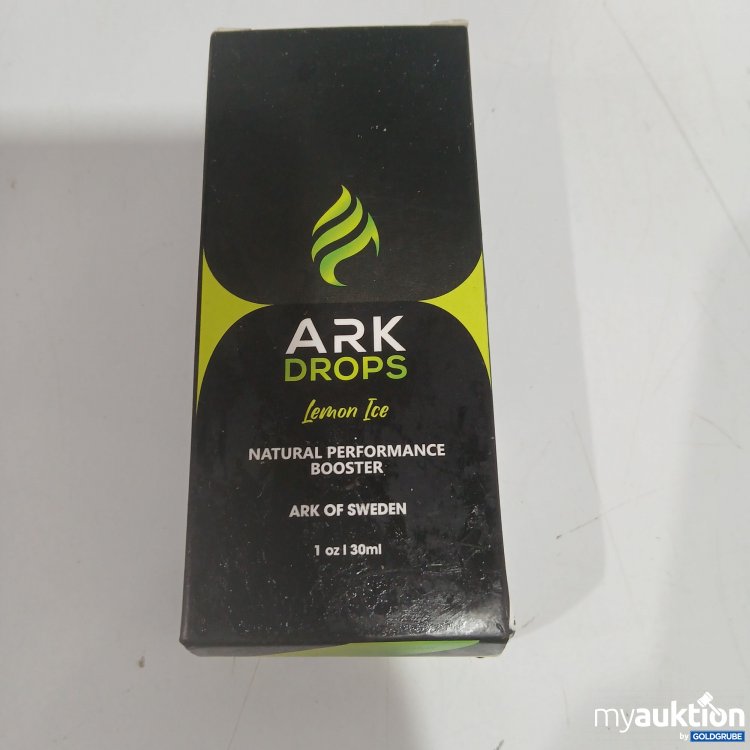 ARK
DROPS
Lemon Ice
NATURAL PERFORMANCE
BOOSTER
ARK OF SWEDEN
1 oz | 30ml
myauktion
by GOLDGRUBE